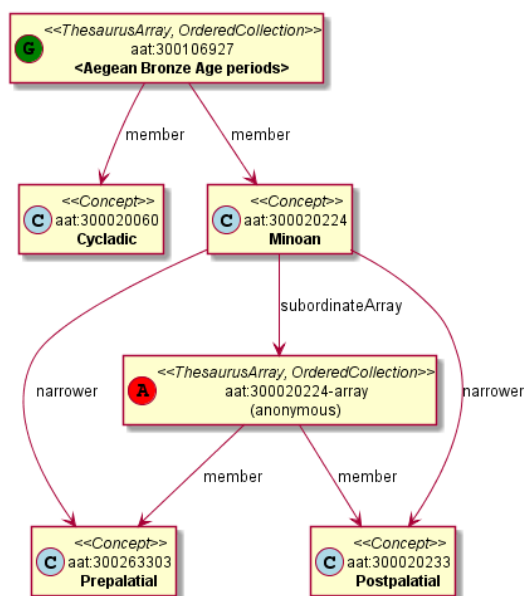 <<ThesaurusArray, OrderedCollection>>
G
aat:300106927
<Aegean Bronze Age periods>
member
member
<<Concept>>
C
aat:300020060
Cycladic
<<Concept>>
C
aat:300020224
Minoan
subordinateArray
narrower
<<ThesaurusArray, OrderedCollection>>
A
aat:300020224-array
(anonymous)
narrower
member
member
<<Concept>>
C
aat:300263303
Prepalatial
<<Concept>>
C
aat:300020233
Postpalatial